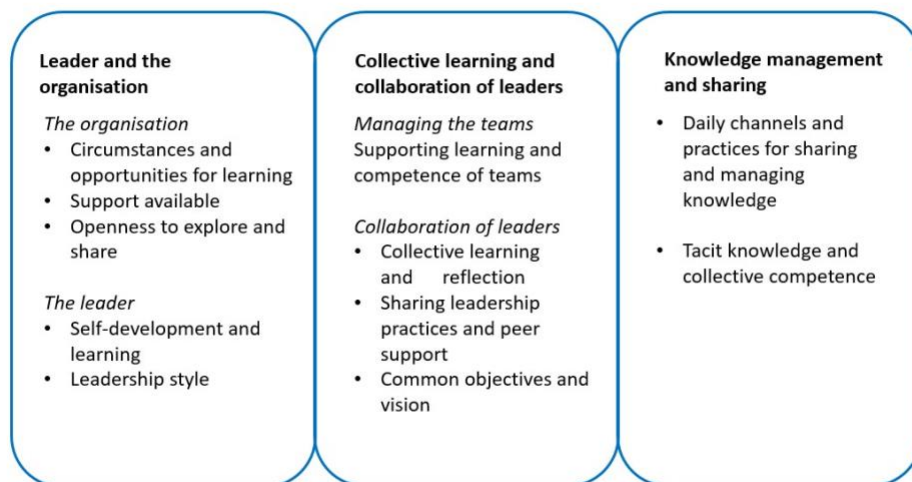 Leader and the
organisation
The organisation
• Circumstances and
opportunities for learning
• Support available
• Openness to explore and
share
The leader
• Self-development and
learning
• Leadership style
Collective learning and
collaboration of leaders
Managing the teams
Supporting learning and
competence of teams
Collaboration of leaders
• Collective learning
and reflection
• Sharing leadership
practices and peer
support
• Common objectives and
vision
Knowledge management
and sharing
• Daily channels and
practices for sharing
and managing
knowledge
• Tacit knowledge and
collective competence